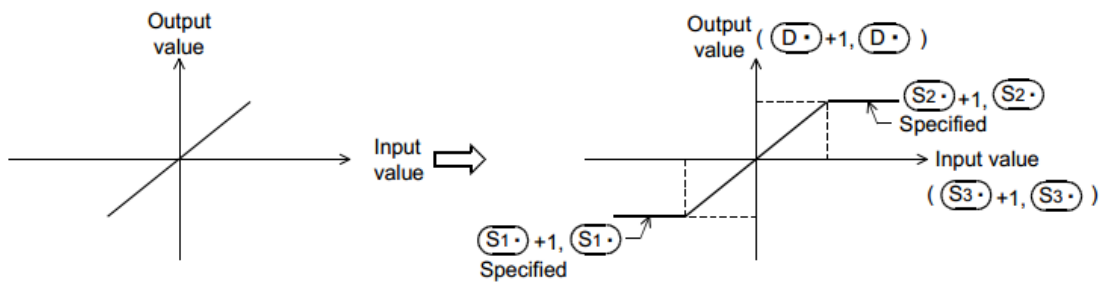 Output
value
Input
value
Output
value ( D・ +1, D・ )
S2・ +1, S2・
Specified
Input value
( S3・ +1, S3・ )
S1・ +1, S1・
Specified